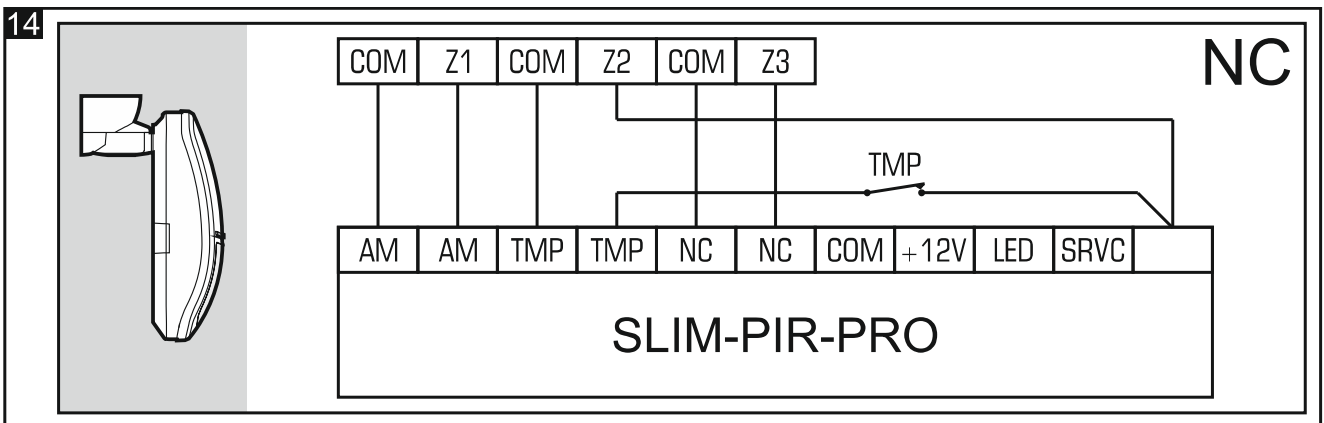 14
NC
COM Z1 COM Z2 COM Z3
TMP
AM AM TMP TMP NC NC COM +12V LED SRVC
SLIM-PIR-PRO